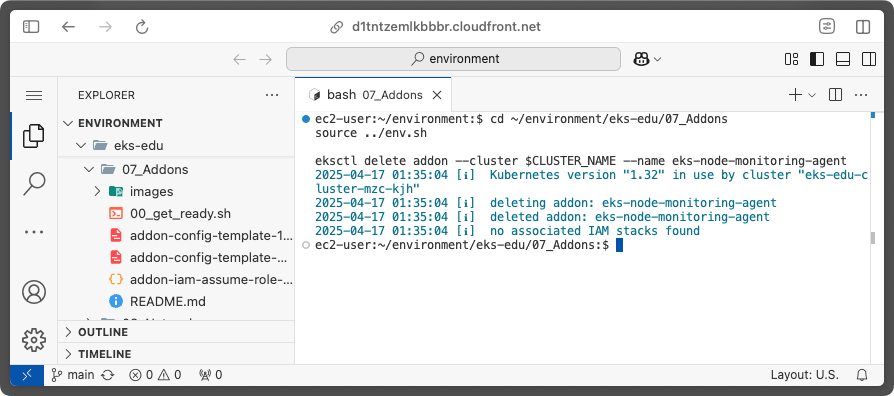 d1tntzemlkbbbr.cloudfront.net
environment
EXPLORER
bash 07_Addons
ENVIRONMENT
eks-edu
07_Addons
images
00_get_ready.sh
addon-config-template-1...
addon-config-template-...
addon-iam-assume-role-...
README.md
OUTLINE
TIMELINE
ec2-user:~/environment:$ cd ~/environment/eks-edu/07_Addons
source ../env.sh
eksctl delete addon --cluster $CLUSTER_NAME --name eks-node-monitoring-agent
2025-04-17 01:35:04 [ℹ]  Kubernetes version "1.32" in use by cluster "eks-edu-c
luster-mzc-kjh"
2025-04-17 01:35:04 [ℹ]  deleting addon: eks-node-monitoring-agent
2025-04-17 01:35:04 [ℹ]  deleted addon: eks-node-monitoring-agent
2025-04-17 01:35:04 [ℹ]  no associated IAM stacks found
ec2-user:~/environment/eks-edu/07_Addons:$
main 0 0 0 Layout: U.S.